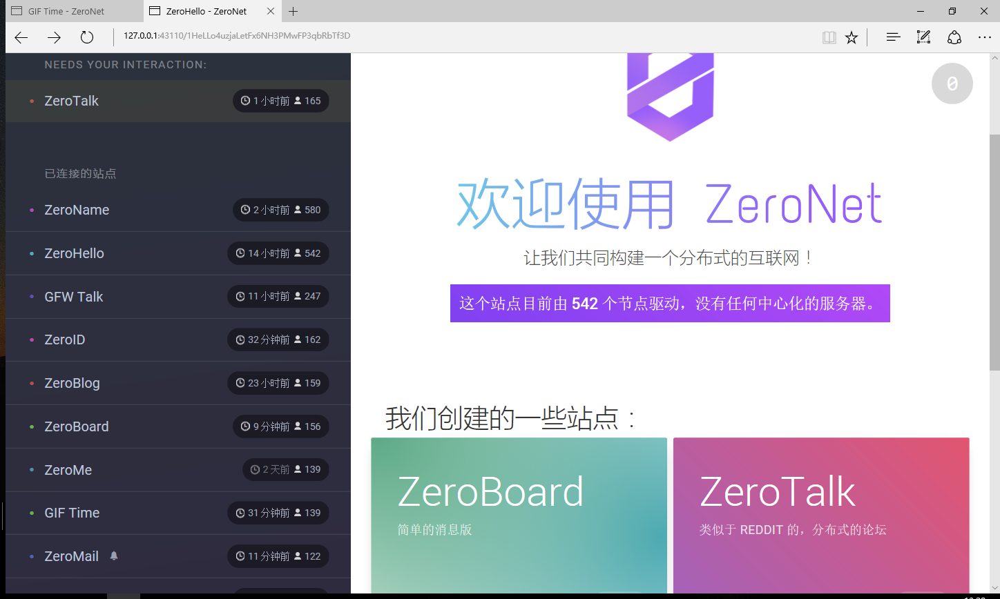 GIF Time - ZeroNet
ZeroHello - ZeroNet
127.0.0.1:43110/1HeLLo4uzjaLetFx6NH3PMwFP3qbRbTf3D
NEEDS YOUR INTERACTION:
ZeroTalk 1 小时前 165
已连接的站点
ZeroName 2 小时前 580
ZeroHello 14 小时前 542
GFW Talk 11 小时前 247
ZeroID 32 分钟前 162
ZeroBlog 23 小时前 159
ZeroBoard 9 分钟前 156
ZeroMe 2 天前 139
GIF Time 31 分钟前 139
ZeroMail 11 分钟前 122
0
欢迎使用 ZeroNet
让我们共同构建一个分布式的互联网！
这个站点目前由 542 个节点驱动，没有任何中心化的服务器。
我们创建的一些站点：
ZeroBoard
简单的消息版
ZeroTalk
类似于 REDDIT 的，分布式的论坛